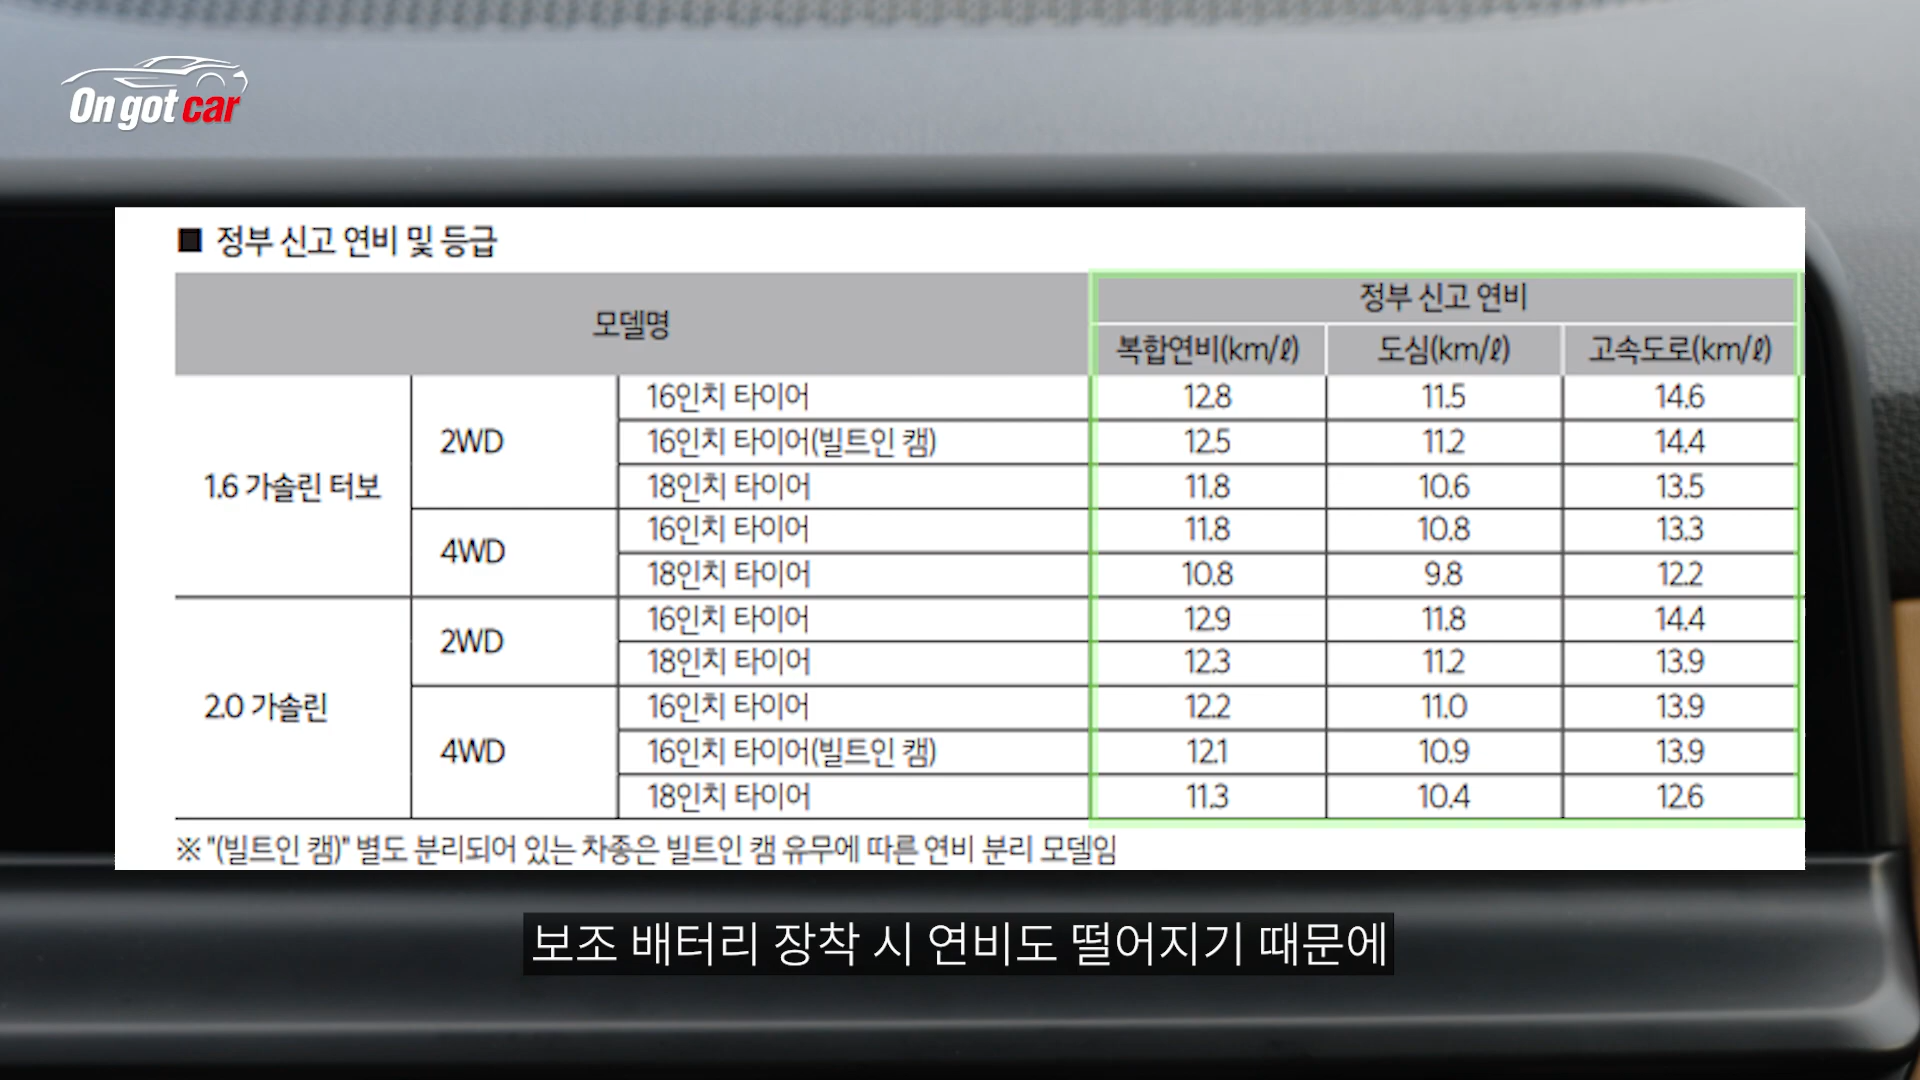 On got car
■ 정부 신고 연비 및 등급
모델명 정부 신고 연비
복합연비(km/ℓ) 도심(km/ℓ) 고속도로(km/ℓ)
1.6 가솔린 터보 2WD 16인치 타이어 12.8 11.5 14.6
16인치 타이어(빌트인 캠) 12.5 11.2 14.4
18인치 타이어 11.8 10.6 13.5
4WD 16인치 타이어 11.8 10.8 13.3
18인치 타이어 10.8 9.8 12.2
2.0 가솔린 2WD 16인치 타이어 12.9 11.8 14.4
18인치 타이어 12.3 11.2 13.9
4WD 16인치 타이어 12.2 11.0 13.9
16인치 타이어(빌트인 캠) 12.1 10.9 13.9
18인치 타이어 11.3 10.4 12.6
※ "(빌트인 캠)" 별도 분리되어 있는 차종은 빌트인 캠 유무에 따른 연비 분리 모델임
보조 배터리 장착 시 연비도 떨어지기 때문에